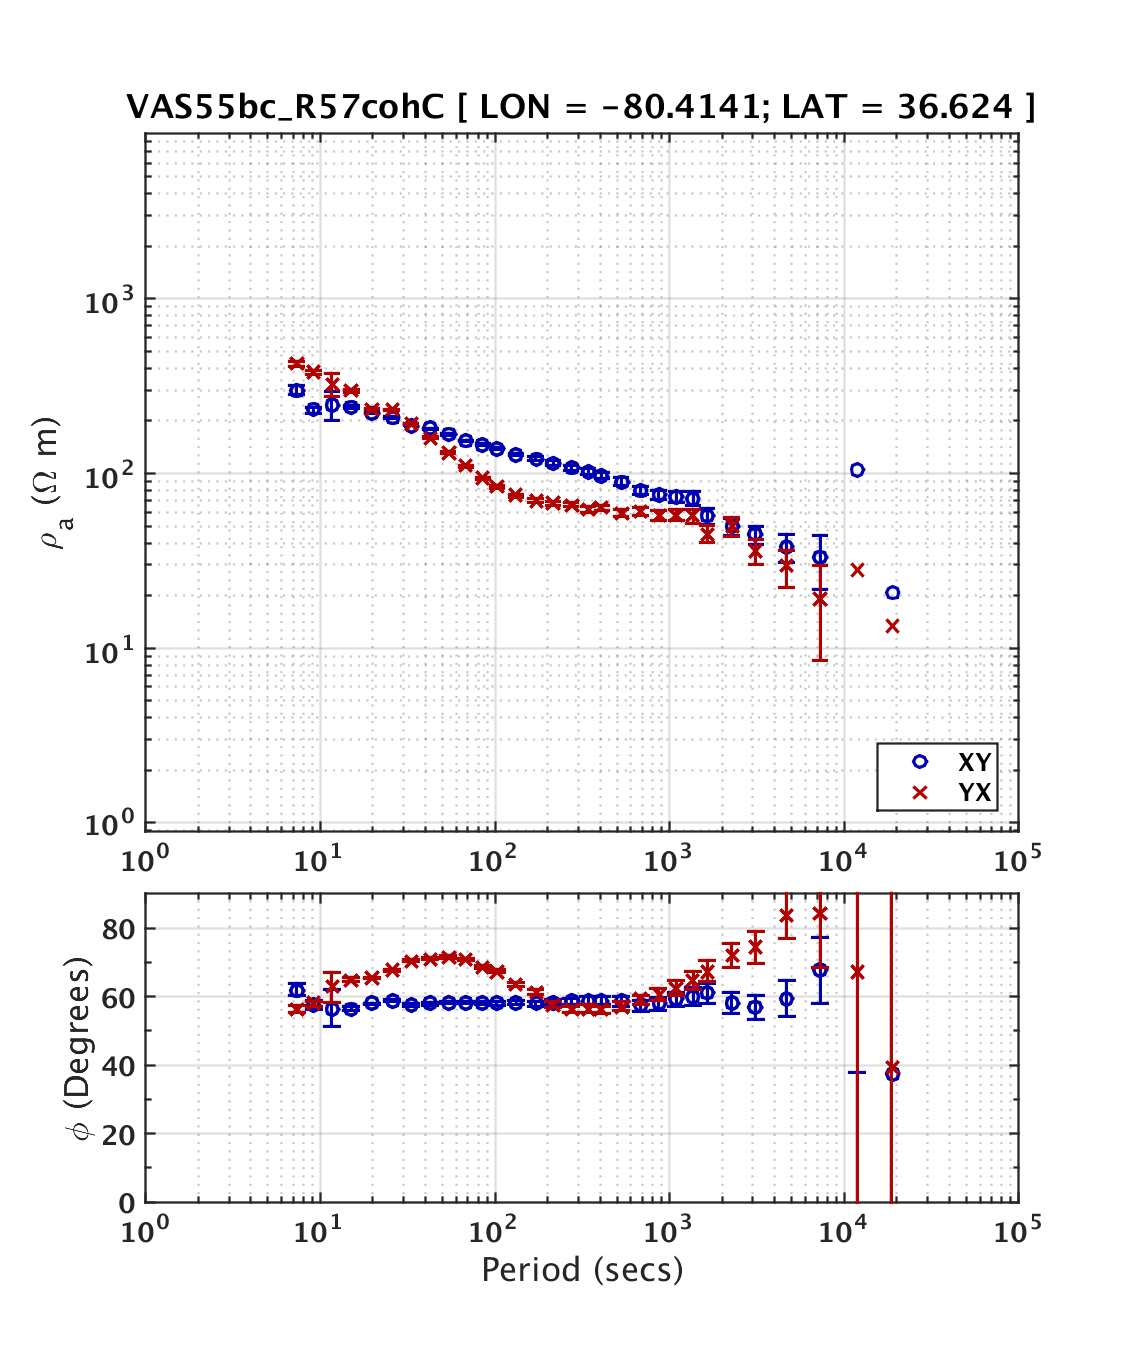 VAS55bc_R57cohC [ LON = -80.4141; LAT = 36.624 ]
ρa (Ω m)
10³
10²
10¹
10⁰
XY
YX
10⁰ 10¹ 10² 10³ 10⁴ 10⁵
ϕ (Degrees)
80
60
40
20
0
10⁰ 10¹ 10² 10³ 10⁴ 10⁵
Period (secs)